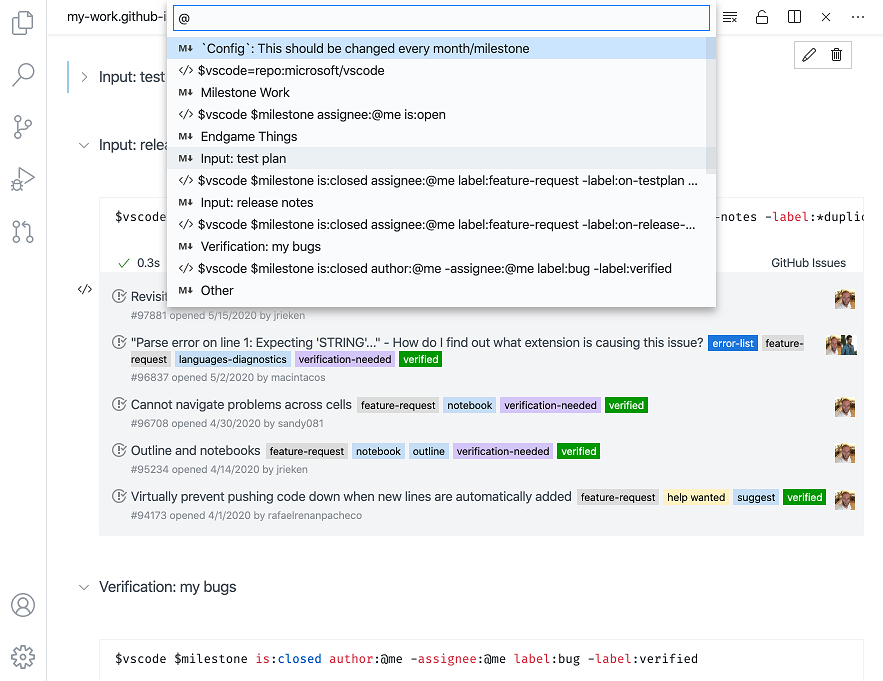 my-work.github-i
@
`Config`: This should be changed every month/milestone
$vscode=repo:microsoft/vscode
Milestone Work
$vscode $milestone assignee:@me is:open
Endgame Things
Input: test plan
$vscode $milestone is:closed assignee:@me label:feature-request -label:on-testplan ...
Input: release notes
$vscode $milestone is:closed assignee:@me label:feature-request -label:on-release-...
Verification: my bugs
$vscode $milestone is:closed author:@me -assignee:@me label:bug -label:verified
Other
Input: test
Input: relea
$vscode
-notes -label:*duplic
0.3s
GitHub Issues
Revisit
#97881 opened 5/15/2020 by jrieken
"Parse error on line 1: Expecting 'STRING'..." - How do I find out what extension is causing this issue? error-list feature-
request languages-diagnostics verification-needed verified
#96837 opened 5/2/2020 by macintacos
Cannot navigate problems across cells feature-request notebook verification-needed verified
#96708 opened 4/30/2020 by sandy081
Outline and notebooks feature-request notebook outline verification-needed verified
#95234 opened 4/14/2020 by jrieken
Virtually prevent pushing code down when new lines are automatically added feature-request help wanted suggest verified
#94173 opened 4/1/2020 by rafaelrenanpacheco
Verification: my bugs
$vscode $milestone is:closed author:@me -assignee:@me label:bug -label:verified